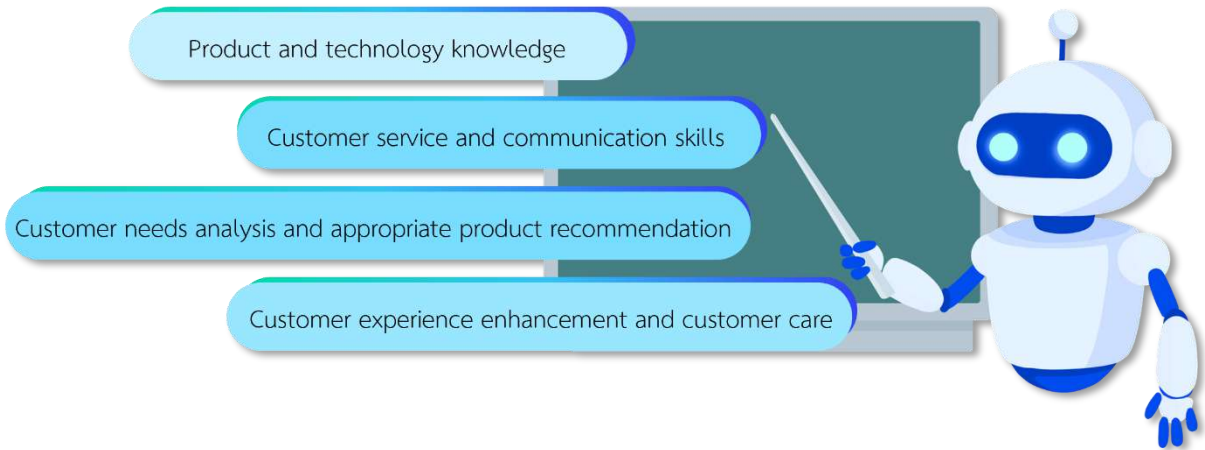 Product and technology knowledge
Customer service and communication skills
Customer needs analysis and appropriate product recommendation
Customer experience enhancement and customer care